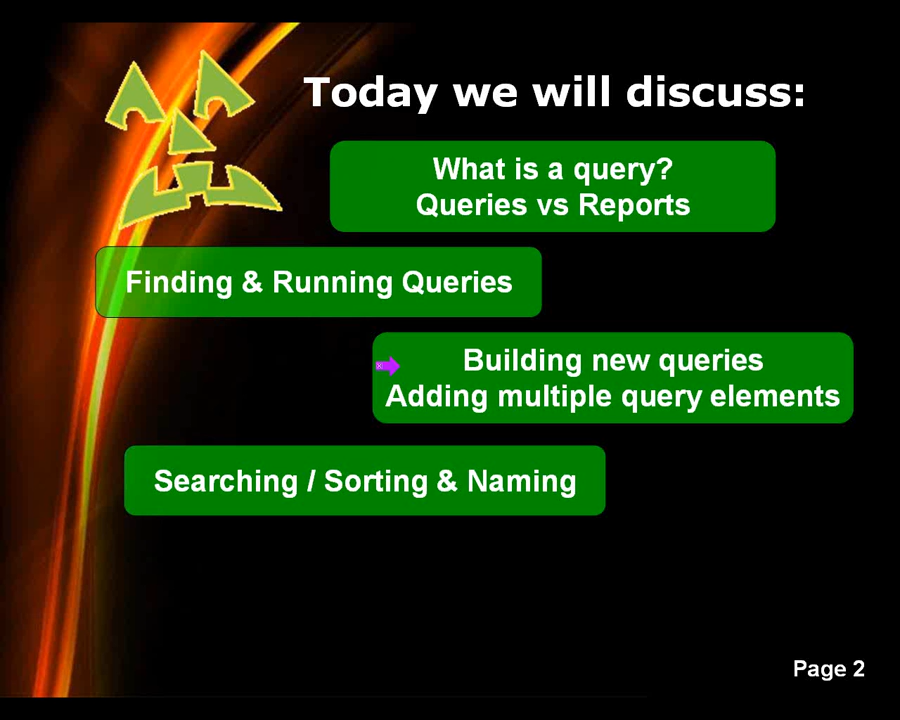 Today we will discuss:
What is a query?
Queries vs Reports
Finding & Running Queries
Building new queries
Adding multiple query elements
Searching / Sorting & Naming
Page 2